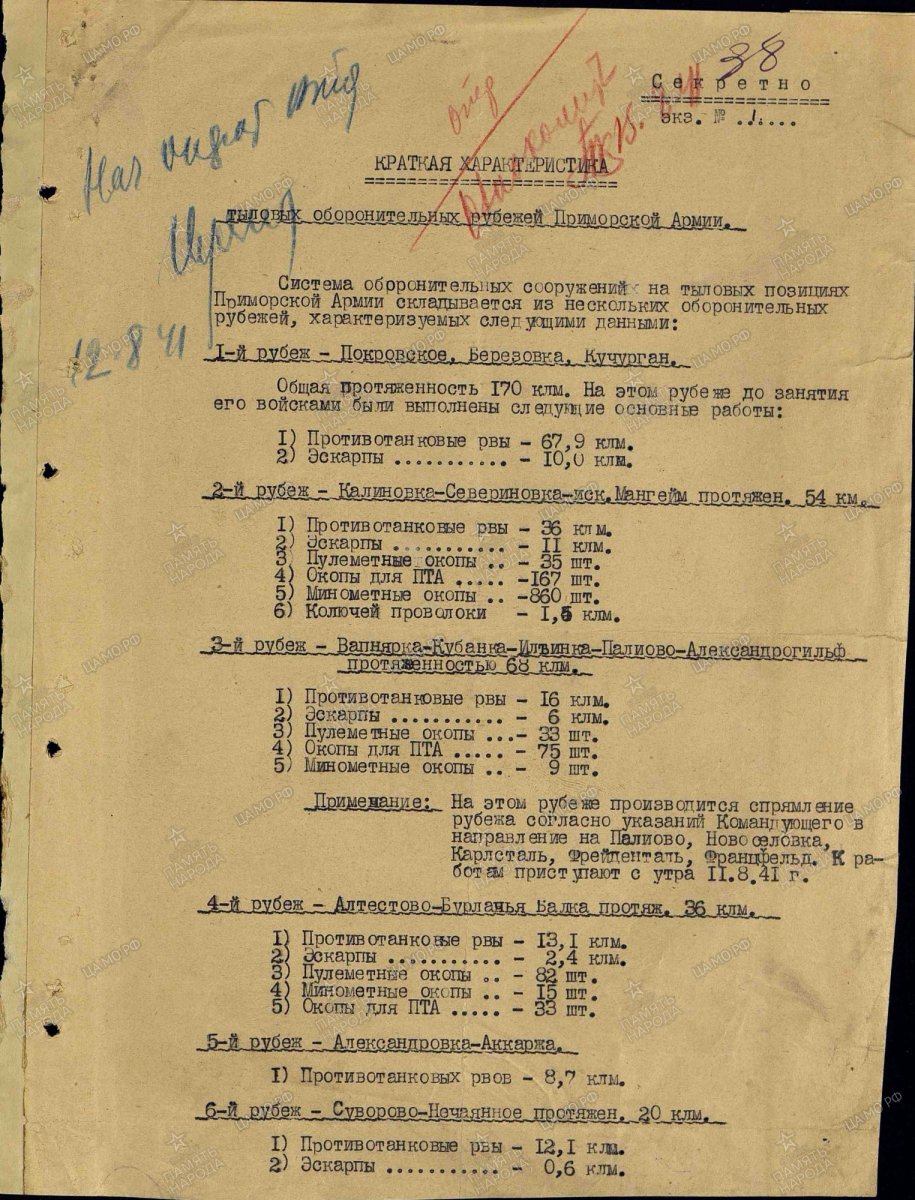 38
Секретно
экз. № .1....
КРАТКАЯ ХАРАКТЕРИСТИКА
тыловых оборонительных рубежей Приморской Армии.
12 8 41
Система оборонительных сооружений на тыловых позициях
Приморской Армии складывается из нескольких оборонительных
рубежей, характеризуемых следующими данными:
1-й рубеж - Покровское, Березовка, Кучурган.
Общая протяженность 170 клм. На этом рубеже до занятия
его войсками были выполнены следующие основные работы:
1) Противотанковые рвы - 67,9 клм.
2) Эскарпы ........... - 10,0 клм.
2-й рубеж - Калиновка-Севериновка-иск.Мангейм протяжен. 54 км.
1) Противотанковые рвы - 36 клм.
2) Эскарпы ........... - 11 клм.
3) Пулеметные окопы .. - 35 шт.
4) Окопы для ПТА ..... -167 шт.
5) Минометные окопы .. -860 шт.
6) Колючей проволоки - 1,5 клм.
3-й рубеж - Вапнярка-Кубанка-Илъинка-Палиово-Александрогильф
протяженностью 68 клм.
1) Противотанковые рвы - 16 клм.
2) Эскарпы ........... - 6 клм.
3) Пулеметные окопы ...- 33 шт.
4) Окопы для ПТА ..... - 75 шт.
5) Минометные окопы .. - 9 шт.
Примечание: На этом рубеже производится спрямление
рубежа согласно указаний Командующего в
направление на Палиово, Новоселовка,
Карлсталь, Фрейденталь, Францфельд. К ра-
ботам приступают с утра 11.8.41 г.
4-й рубеж - Алтестово-Бурлачья Балка протяж. 36 клм.
1) Противотанковые рвы - 13,1 клм.
2) Эскарпы ........... - 2,4 клм.
3) Пулеметные окопы .. - 82 шт.
4) Минометные окопы .. - 15 шт.
5) Окопы для ПТА ..... - 33 шт.
5-й рубеж - Александровка-Аккаржа.
1) Противотанковых рвов - 8,7 клм.
6-й рубеж - Суворово-Нечаянное протяжен. 20 клм.
1) Противотанковые рвы - 12,1 клм.
2) Эскарпы ........... - 0,6 клм.
ПАМЯТЬ
НАРОДА
ЦАМО.РФ